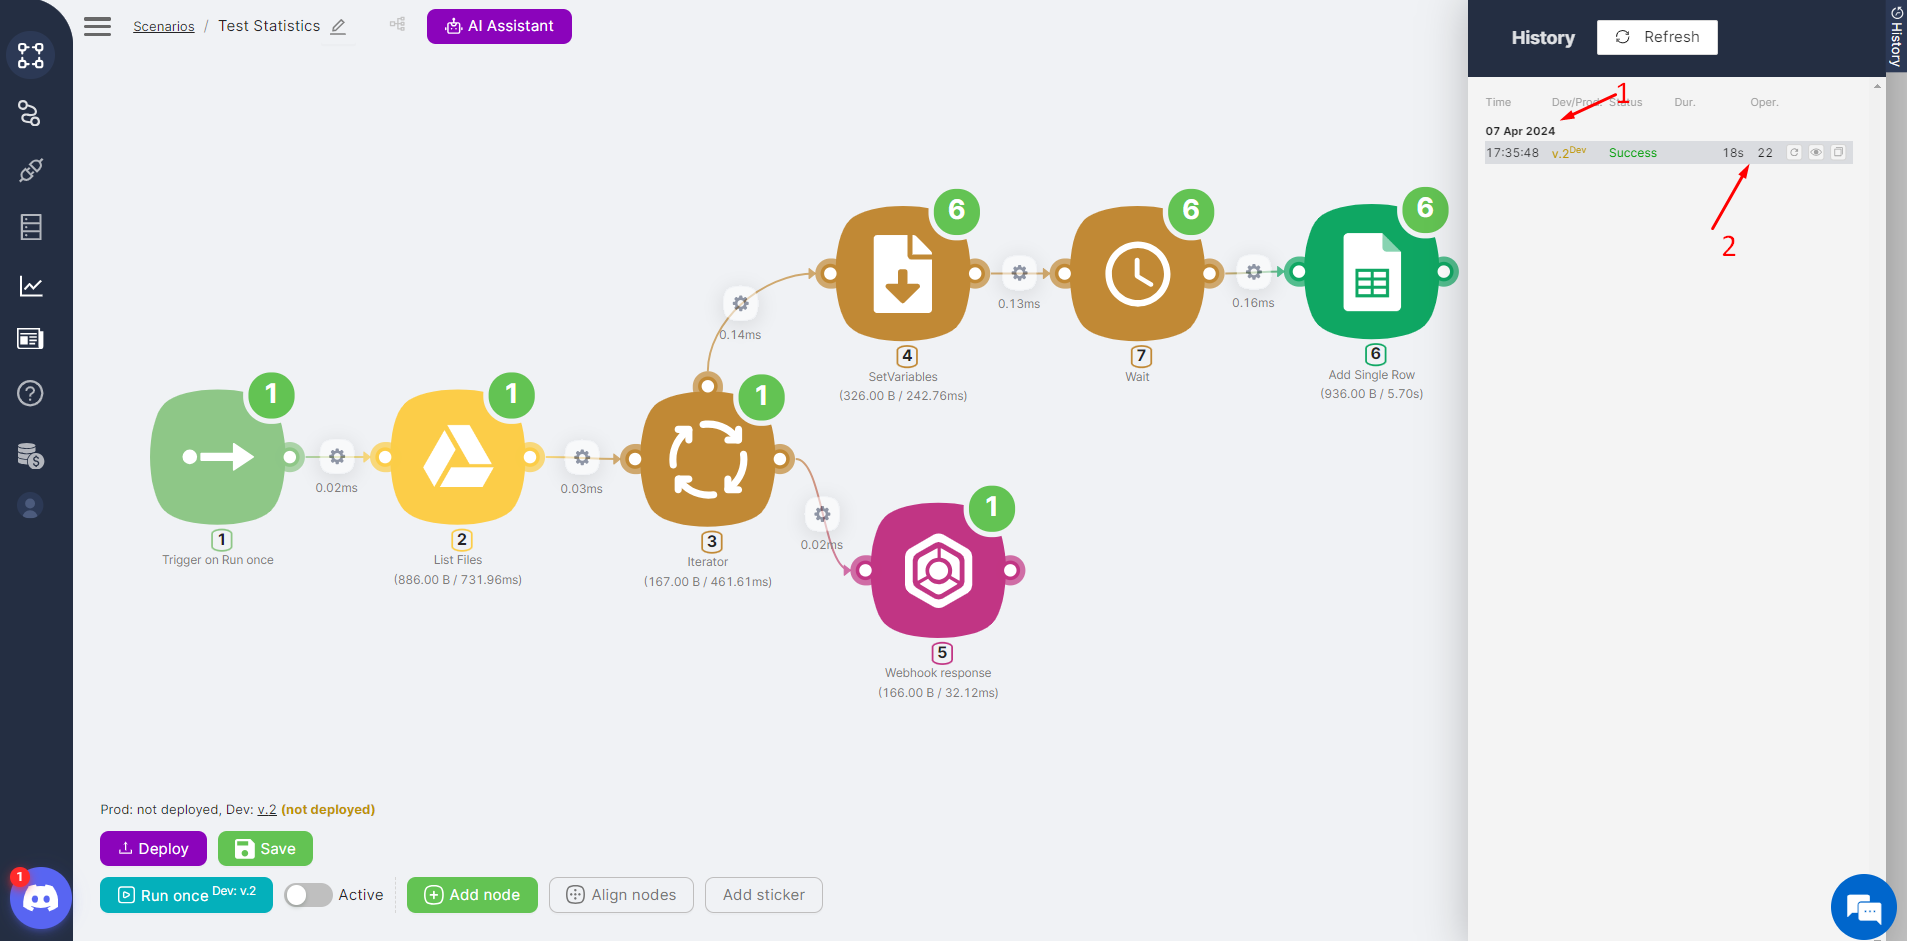 Scenarios / Test Statistics
AI Assistant
History
Refresh
History
Time Dev/Prod. Status Dur. Oper.
1
07 Apr 2024
17:35:48 v.2 Dev Success 18s 22
2
6
6
6
0.14ms
0.13ms
0.16ms
4
SetVariables
(326.00 B / 242.76ms)
7
Wait
6
Add Single Row
(936.00 B / 5.70s)
1
1
1
0.02ms
0.03ms
1
Trigger on Run once
2
List Files
(886.00 B / 731.96ms)
3
Iterator
(167.00 B / 461.61ms)
1
0.02ms
5
Webhook response
(166.00 B / 32.12ms)
Prod: not deployed, Dev: v.2 (not deployed)
Deploy
Save
1
Run once Dev: v.2
Active
Add node
Align nodes
Add sticker